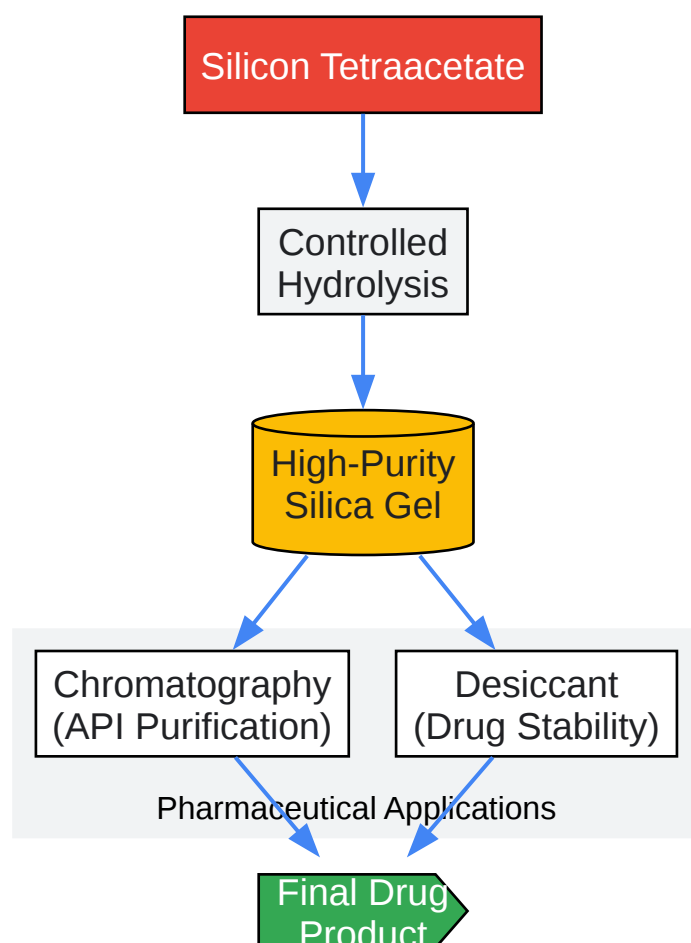 Silicon Tetraacetate
Controlled
Hydrolysis
High-Purity
Silica Gel
Chromatography
(API Purification)
Desiccant
(Drug Stability)
Pharmaceutical Applications
Final Drug
Product